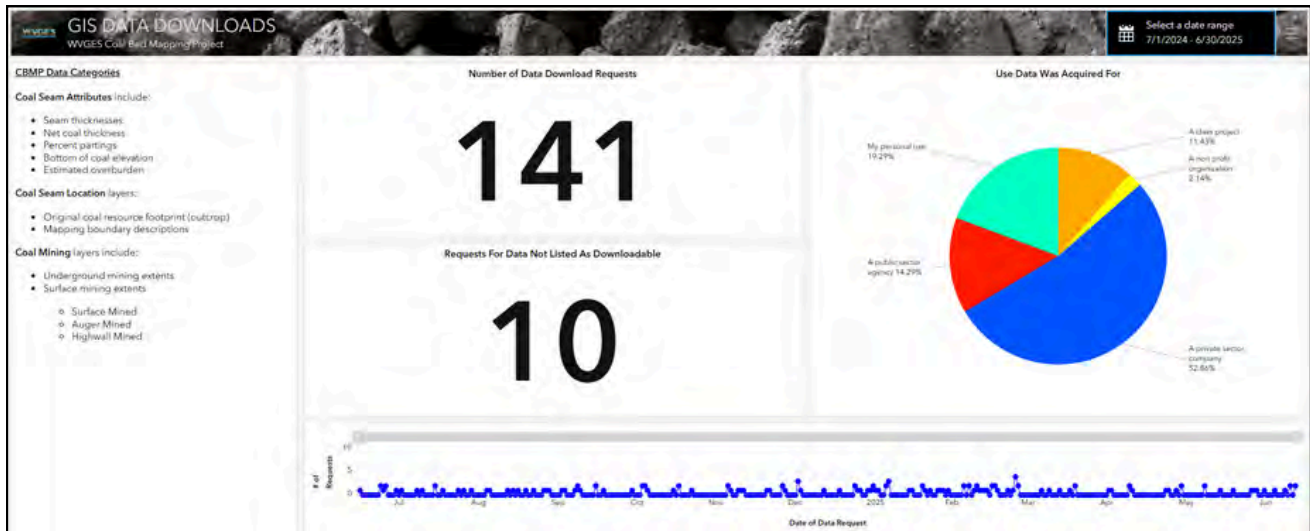 WVGES
GIS DATA DOWNLOADS
WVGES Coal Bed Mapping Project
Select a date range
7/1/2024 - 6/30/2025
CBMP Data Categories
Coal Seam Attributes include:
• Seam thicknesses
• Net coal thickness
• Percent partings
• Bottom of coal elevation
• Estimated overburden
Coal Seam Location layers:
• Original coal resource footprint (outcrop)
• Mapping boundary descriptions
Coal Mining layers include:
• Underground mining extents
• Surface mining extents
○ Surface Mined
○ Auger Mined
○ Highwall Mined
Number of Data Download Requests
141
Requests For Data Not Listed As Downloadable
10
Use Data Was Acquired For
A class project
11.43%
A non profit
organization
2.14%
My personal use
19.29%
A public sector
agency 14.29%
A private sector
company
52.86%
# of
Requests
10
5
0
Jul Aug Sep Oct Nov Dec 2025 Feb Mar Apr May Jun
Date of Data Request